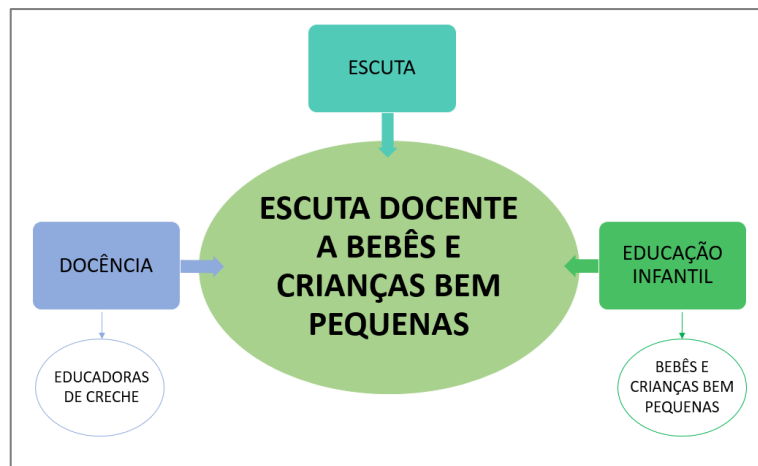 ESCUTA
ESCUTA DOCENTE
A BEBÊS E
CRIANÇAS BEM
PEQUENAS
DOCÊNCIA
EDUCAÇÃO
INFANTIL
EDUCADORAS
DE CRECHE
BEBÊS E
CRIANÇAS BEM
PEQUENAS